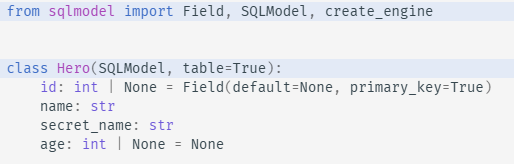 from sqlmodel import Field, SQLModel, create_engine
class Hero(SQLModel, table=True):
    id: int | None = Field(default=None, primary_key=True)
    name: str
    secret_name: str
    age: int | None = None